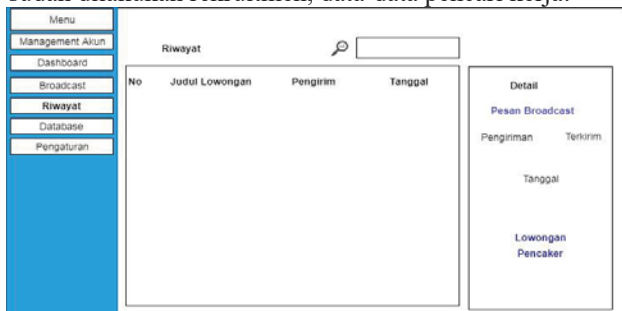 Menu
Management Akun
Dashboard
Broadcast
Riwayat
Database
Pengaturan
Riwayat
No Judul Lowongan Pengirim Tanggal
Detail
Pesan Broadcast
Pengiriman Terkirim
Tanggal
Lowongan
Pencaker